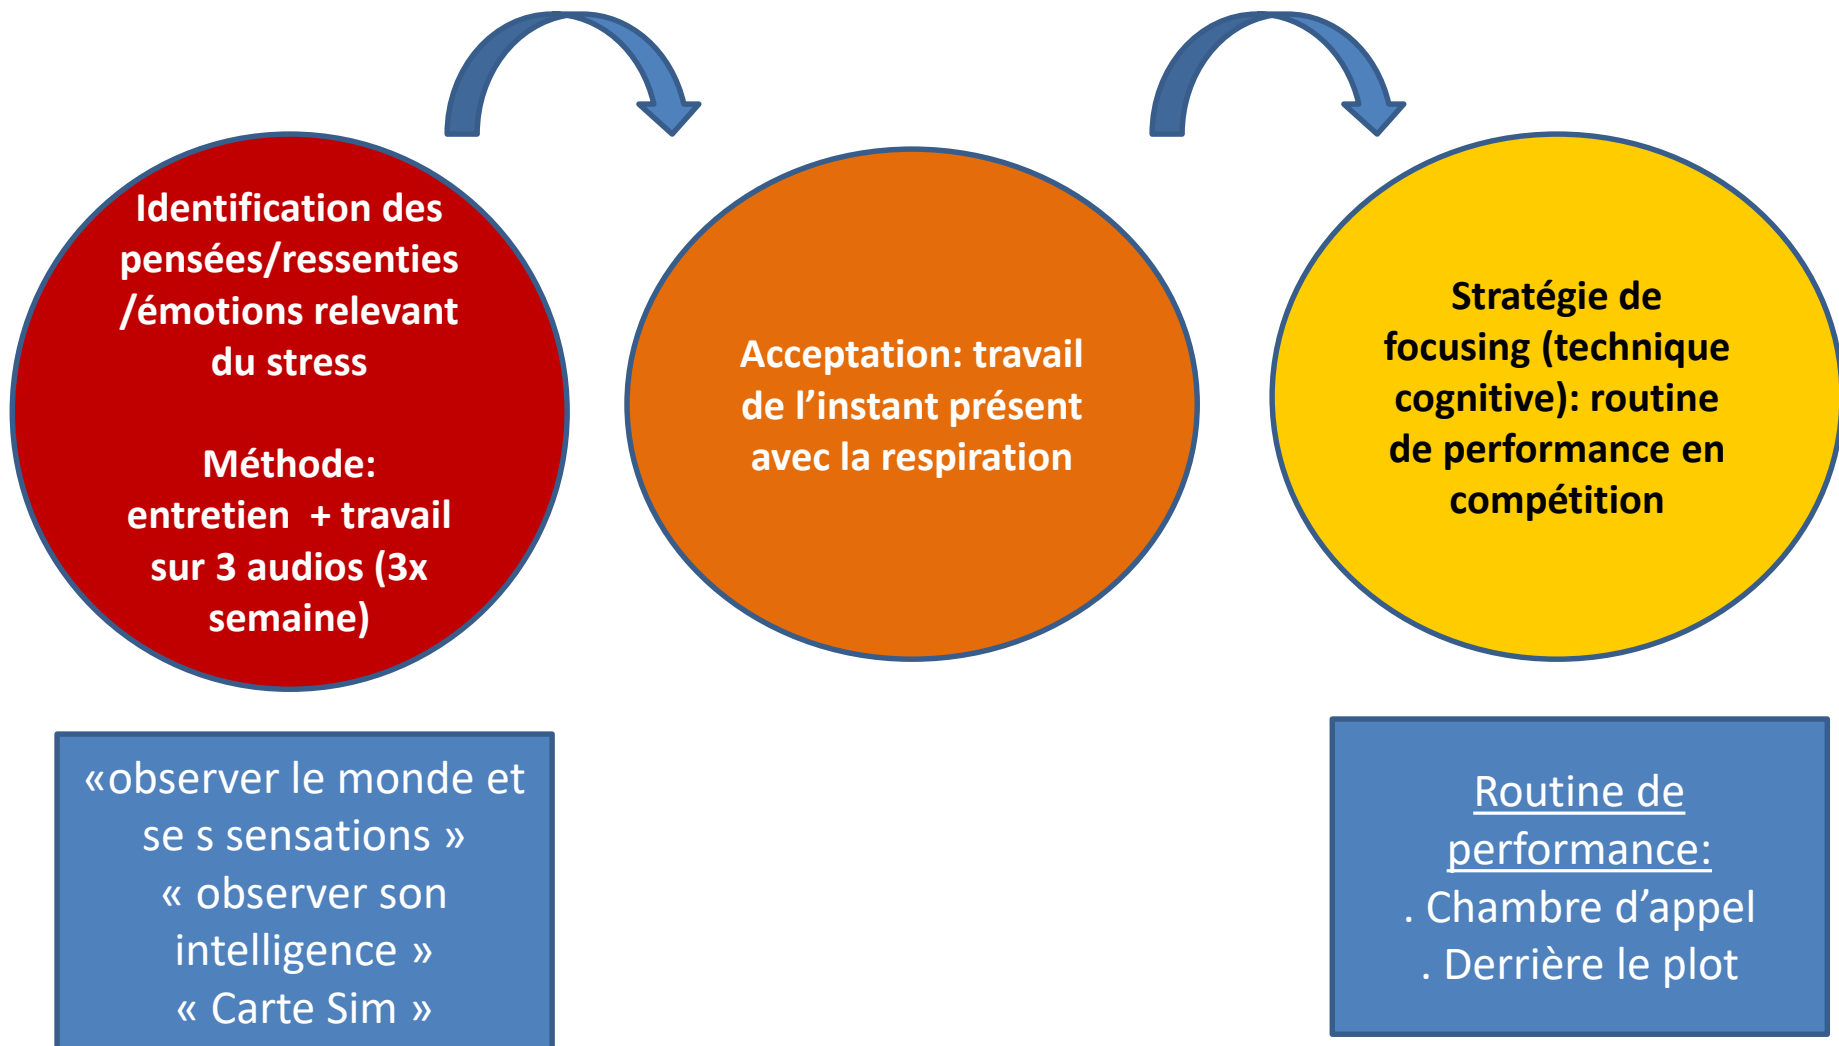 Identification des
pensées/ressenties
/émotions relevant
du stress
Méthode:
entretien + travail
sur 3 audios (3x
semaine)
Acceptation: travail
de l’instant présent
avec la respiration
Stratégie de
focusing (technique
cognitive): routine
de performance en
compétition
«observer le monde et
se s sensations »
« observer son
intelligence »
« Carte Sim »
Routine de
performance:
. Chambre d’appel
. Derrière le plot